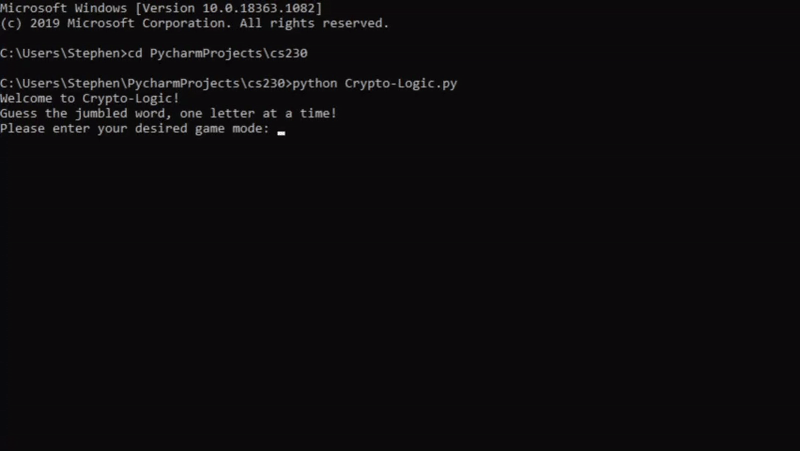 Microsoft Windows [Version 10.0.18363.1082]
(c) 2019 Microsoft Corporation. All rights reserved.
C:\Users\Stephen>cd PycharmProjects\cs230
C:\Users\Stephen\PycharmProjects\cs230>python Crypto-Logic.py
Welcome to Crypto-Logic!
Guess the jumbled word, one letter at a time!
Please enter your desired game mode: